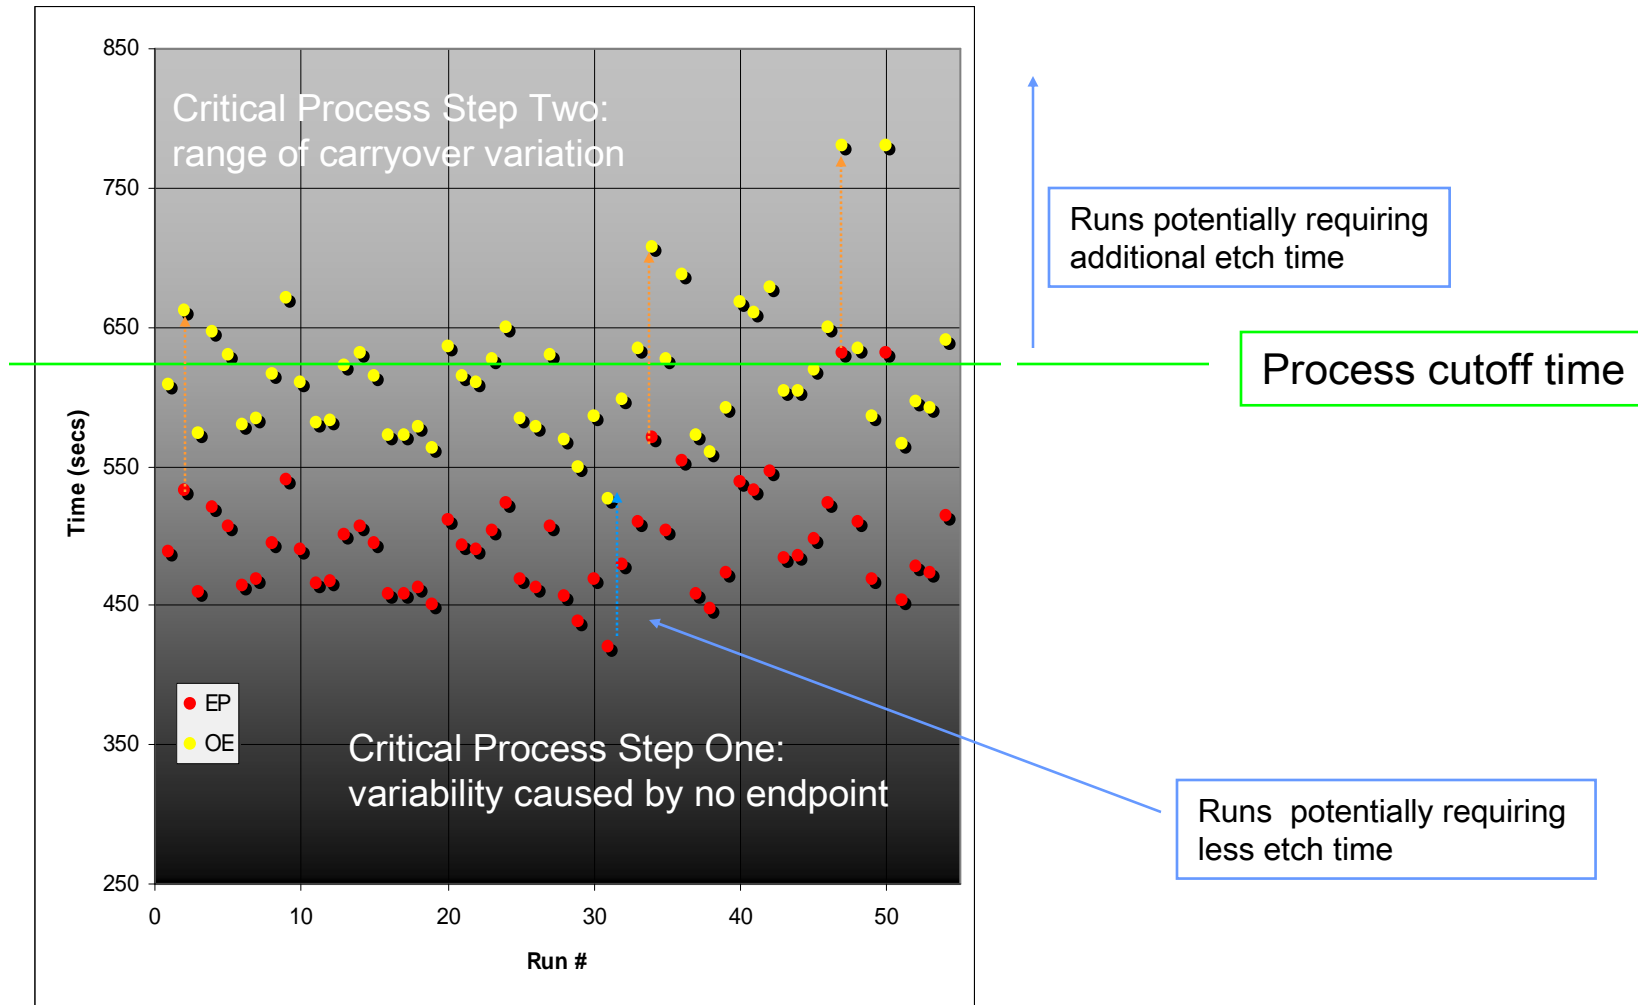 850
750
650
550
450
350
250
Time (secs)
Critical Process Step Two:
range of carryover variation
EP
OE
Critical Process Step One:
variability caused by no endpoint
0
10
20
30
40
50
Run #
Runs potentially requiring
additional etch time
Process cutoff time
Runs potentially requiring
less etch time